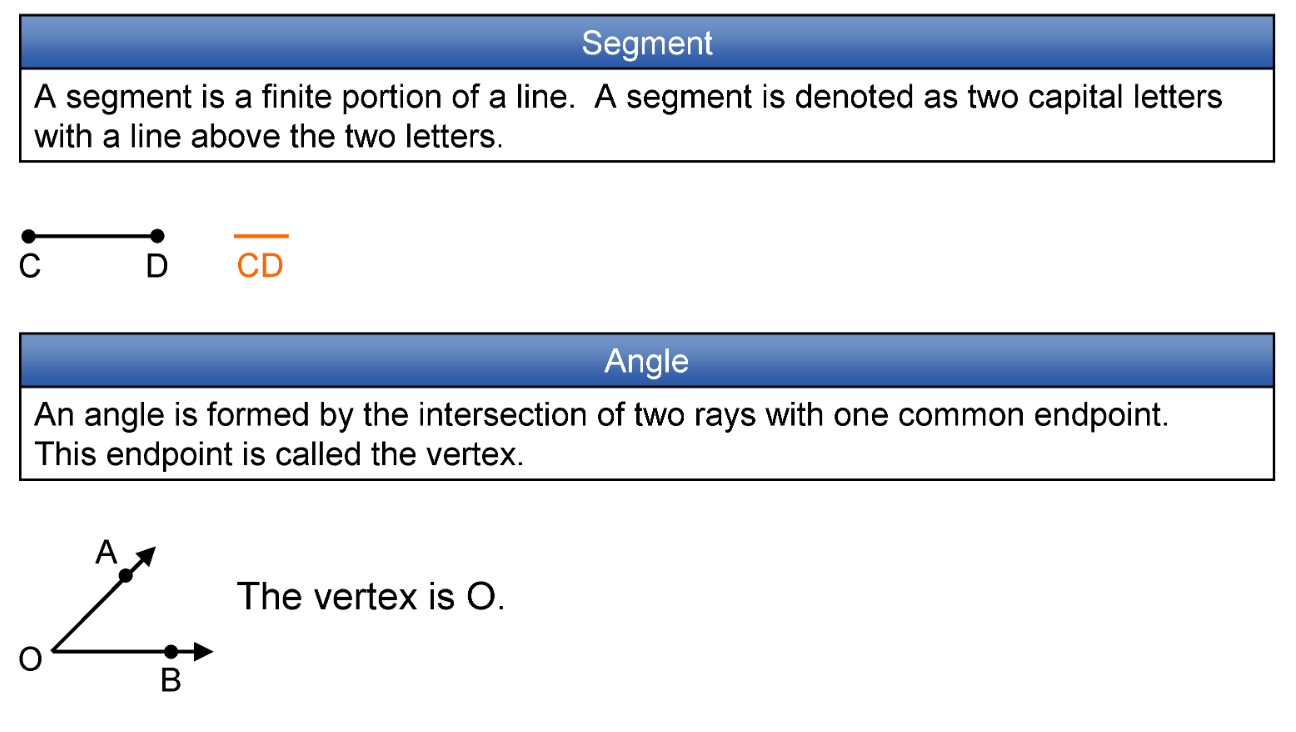 Segment
A segment is a finite portion of a line.  A segment is denoted as two capital letters
with a line above the two letters.
C D CD
Angle
An angle is formed by the intersection of two rays with one common endpoint.
This endpoint is called the vertex.
A
The vertex is O.
O
B